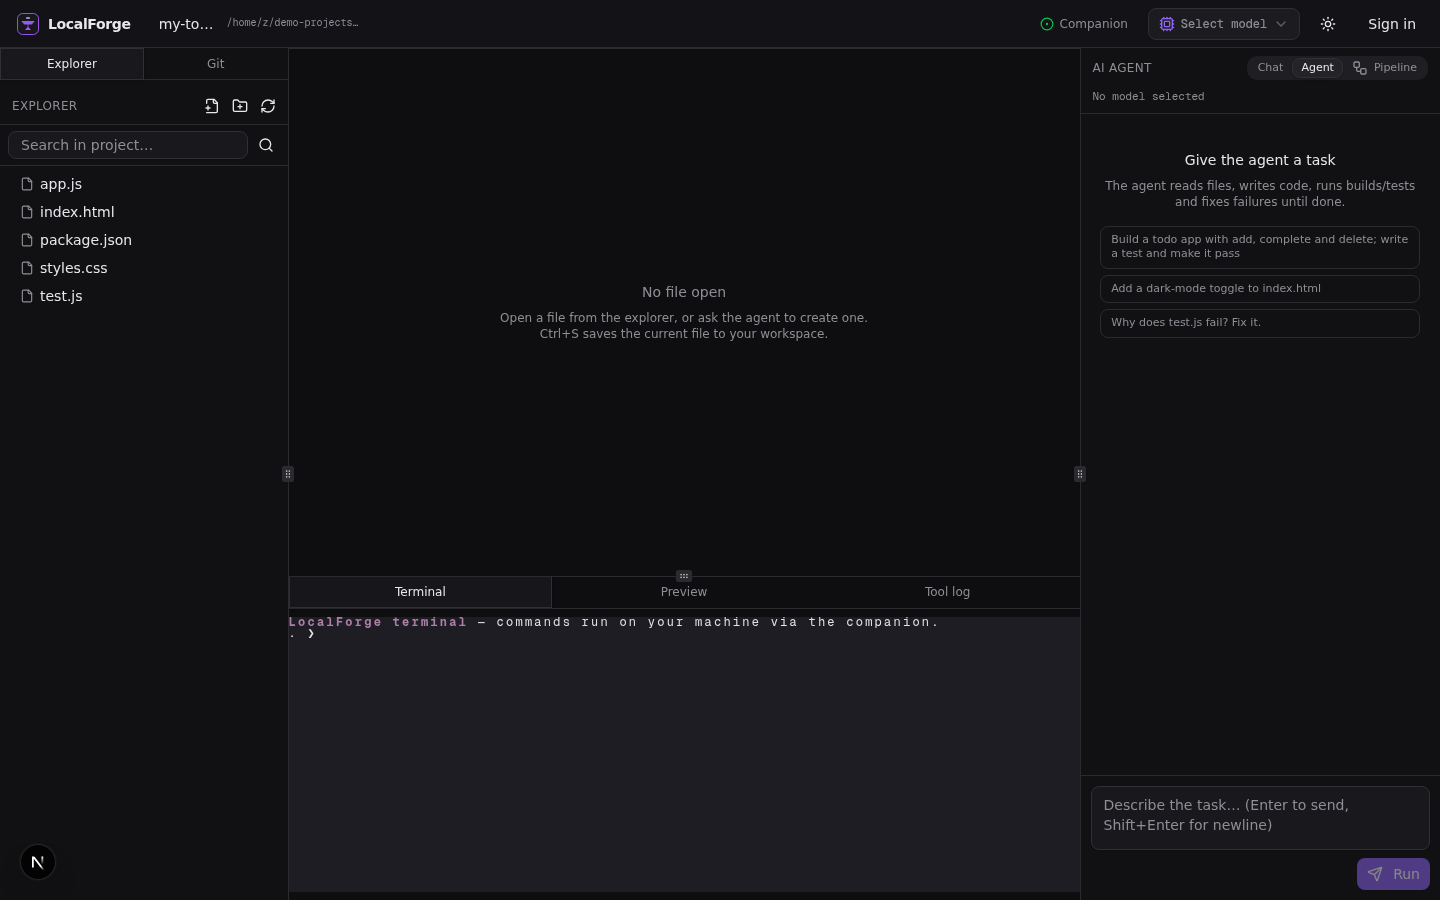 LocalForge
my-to…
/home/z/demo-projects…
Companion
Select model
Sign in
Explorer
Git
EXPLORER
Search in project…
app.js
index.html
package.json
styles.css
test.js
No file open
Open a file from the explorer, or ask the agent to create one.
Ctrl+S saves the current file to your workspace.
Terminal
Preview
Tool log
LocalForge terminal — commands run on your machine via the companion.
. ❯
AI AGENT
Chat
Agent
Pipeline
No model selected
Give the agent a task
The agent reads files, writes code, runs builds/tests
and fixes failures until done.
Build a todo app with add, complete and delete; write
a test and make it pass
Add a dark-mode toggle to index.html
Why does test.js fail? Fix it.
Describe the task… (Enter to send,
Shift+Enter for newline)
Run
N